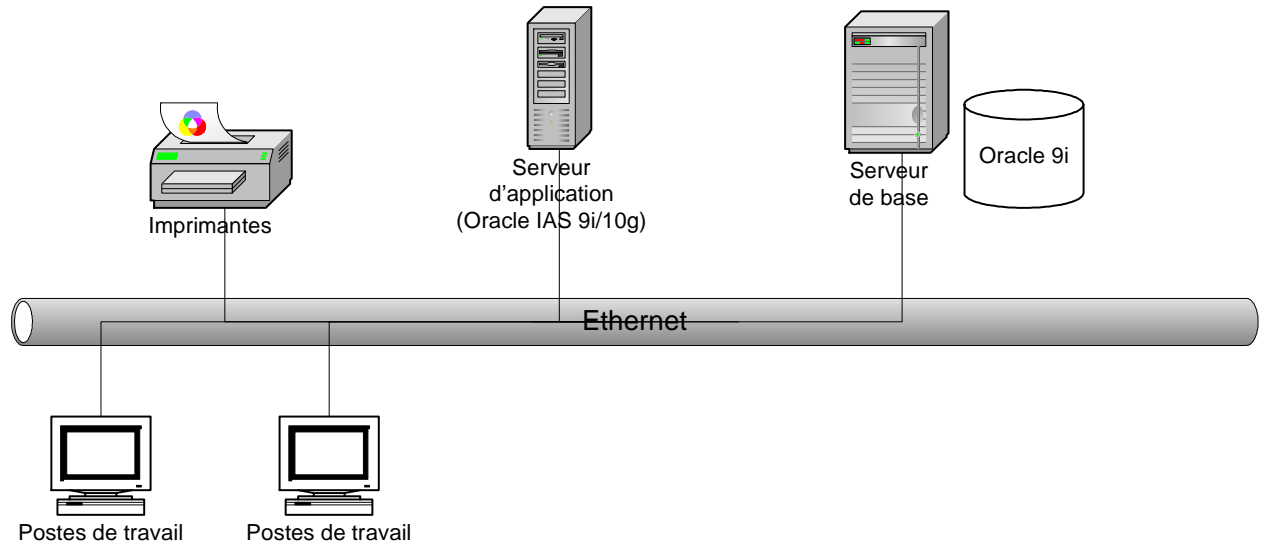 Serveur
d'application
(Oracle IAS 9i/10g)
Serveur
de base
Oracle 9i
Imprimantes
Ethernet
Postes de travail
Postes de travail